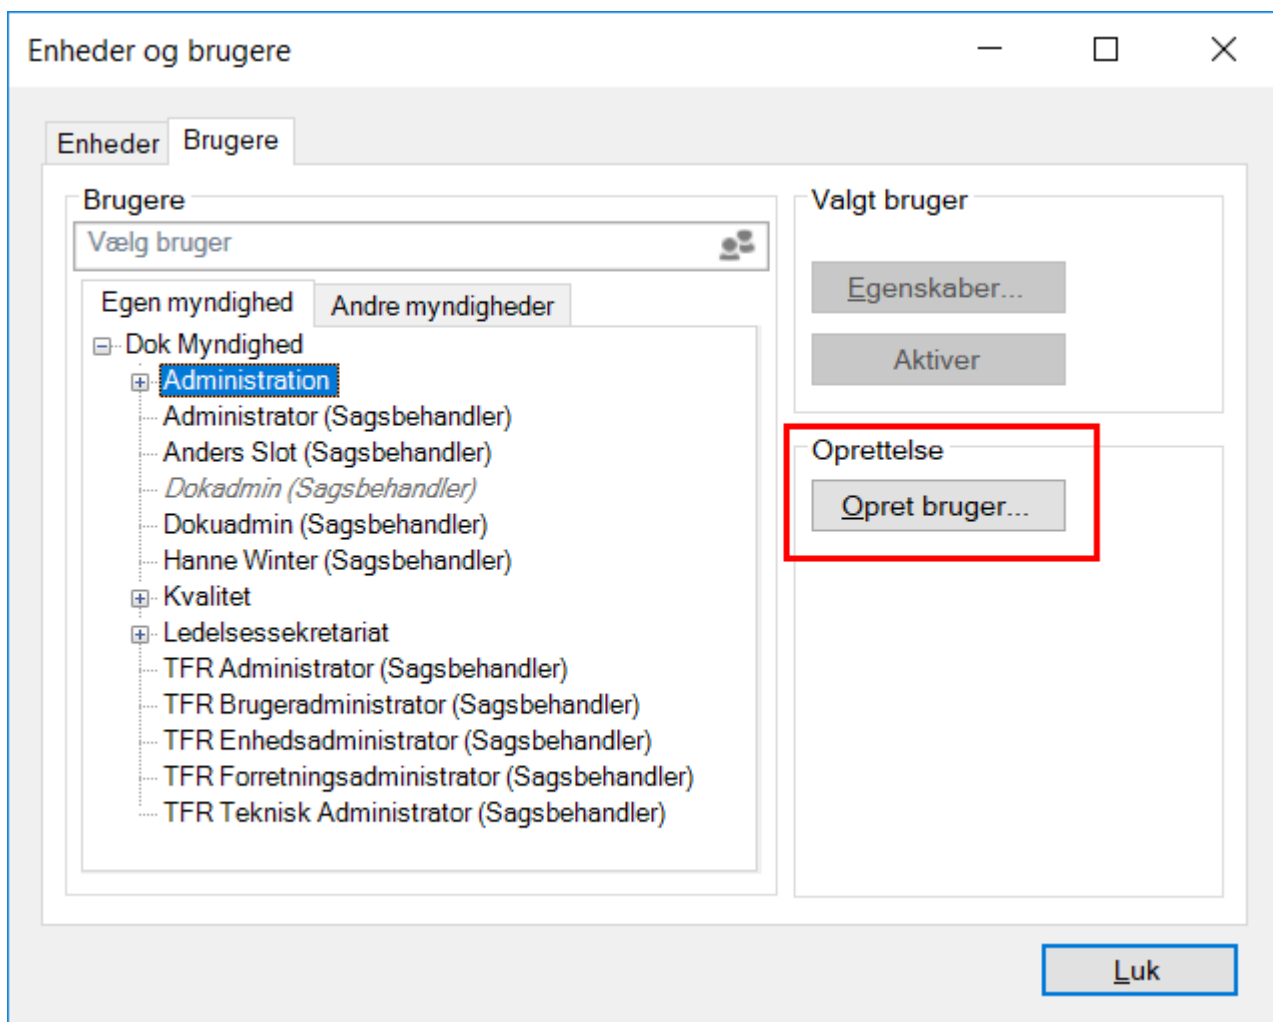 Enheder og brugere
Enheder
Brugere
Brugere
Vælg bruger
Egen myndighed
Andre myndigheder
Dok Myndighed
Administration
Administrator (Sagsbehandler)
Anders Slot (Sagsbehandler)
Dokadmin (Sagsbehandler)
Dokuadmin (Sagsbehandler)
Hanne Winter (Sagsbehandler)
Kvalitet
Ledelsessekretariat
TFR Administrator (Sagsbehandler)
TFR Brugeradministrator (Sagsbehandler)
TFR Enhedsadministrator (Sagsbehandler)
TFR Forretningsadministrator (Sagsbehandler)
TFR Teknisk Administrator (Sagsbehandler)
Valgt bruger
Egenskaber...
Aktiver
Oprettelse
Opret bruger...
Luk